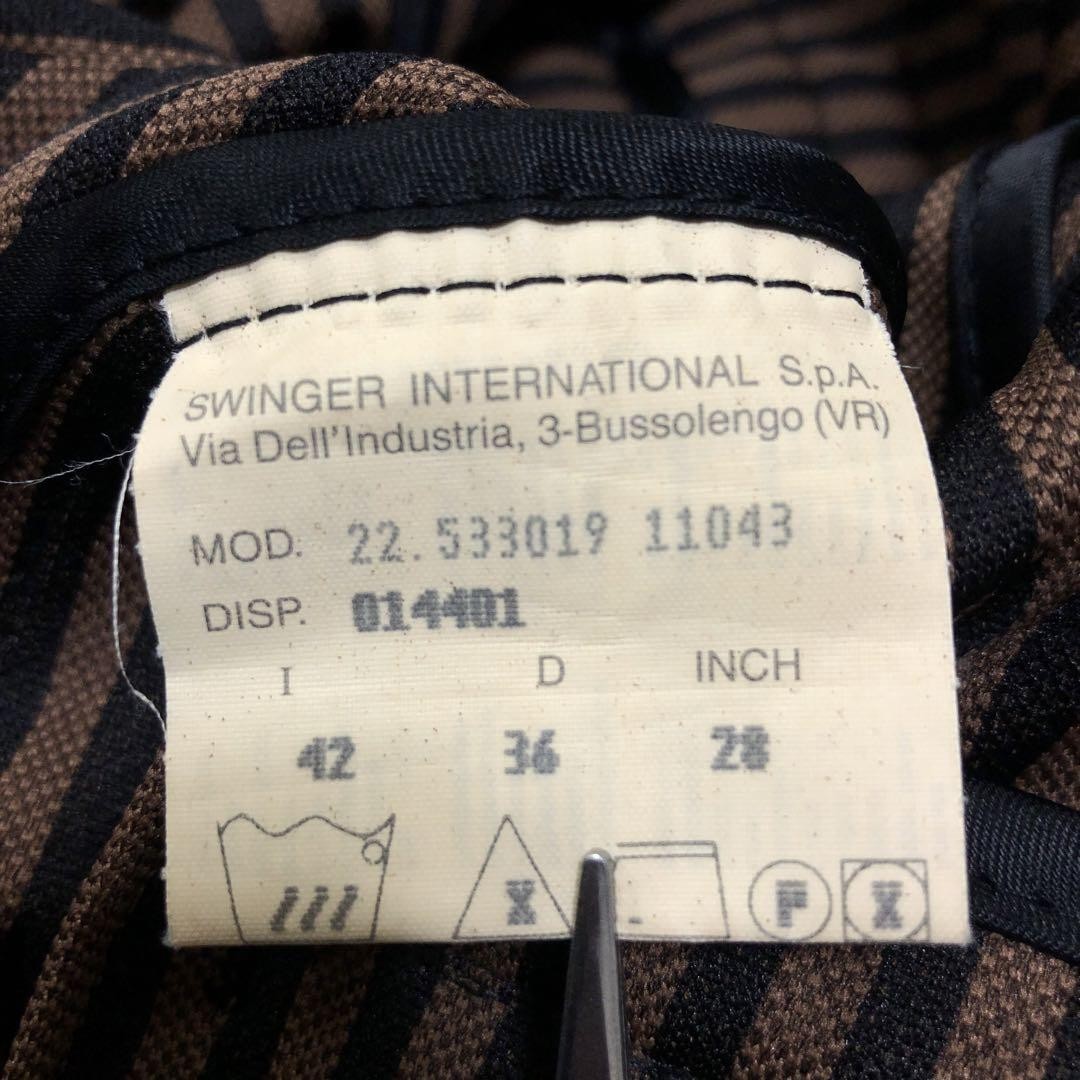 SWINGER INTERNATIONAL S.p.A.
Via Dell'Industria, 3-Bussolengo (VR)
MOD. 22.533019 11043
DISP. 014401
I D INCH
42 36 28
/// X . P X